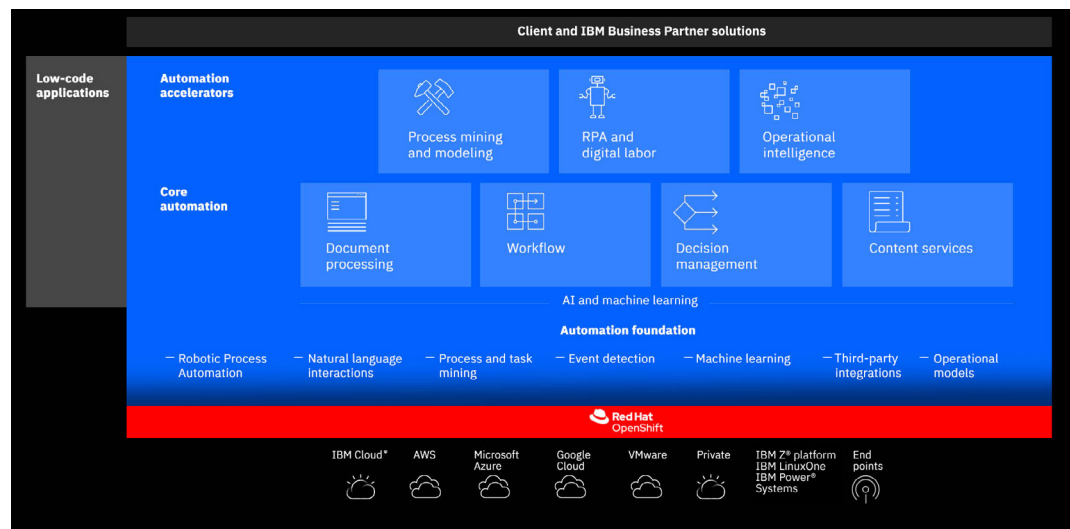 Client and IBM Business Partner solutions
Low-code
applications
Automation
accelerators
Process mining
and modeling
RPA and
digital labor
Operational
intelligence
Core
automation
Document
processing
Workflow
Decision
management
Content services
AI and machine learning
Automation foundation
— Robotic Process
Automation
— Natural language
interactions
— Process and task
mining
— Event detection
— Machine learning
— Third-party
integrations
— Operational
models
Red Hat
OpenShift
IBM Cloud*
AWS
Microsoft
Azure
Google
Cloud
VMware
Private
IBM Z® platform
IBM LinuxOne
IBM Power®
Systems
End
points